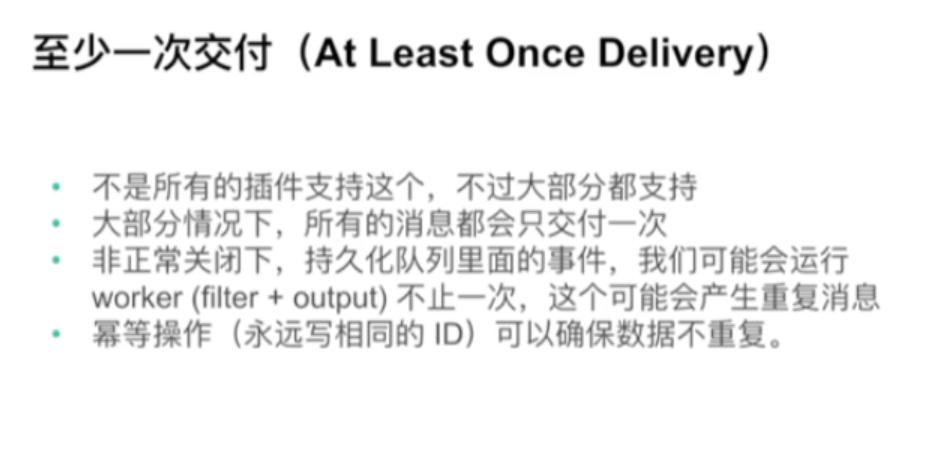 至少一次交付（At Least Once Delivery）
• 不是所有的插件支持这个，不过大部分都支持
• 大部分情况下，所有的消息都会只交付一次
• 非正常关闭下，持久化队列里面的事件，我们可能会运行
worker (filter + output) 不止一次，这个可能会产生重复消息
• 幂等操作（永远写相同的 ID）可以确保数据不重复。